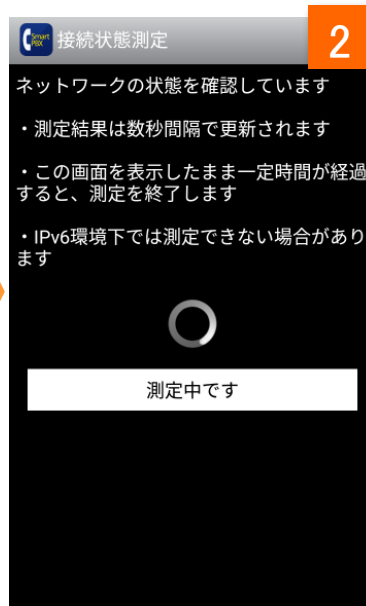 Smart PBX 接続状態測定
2
ネットワークの状態を確認しています
・測定結果は数秒間隔で更新されます
・この画面を表示したまま一定時間が経過
すると、測定を終了します
・IPv6環境下では測定できない場合があり
ます
測定中です